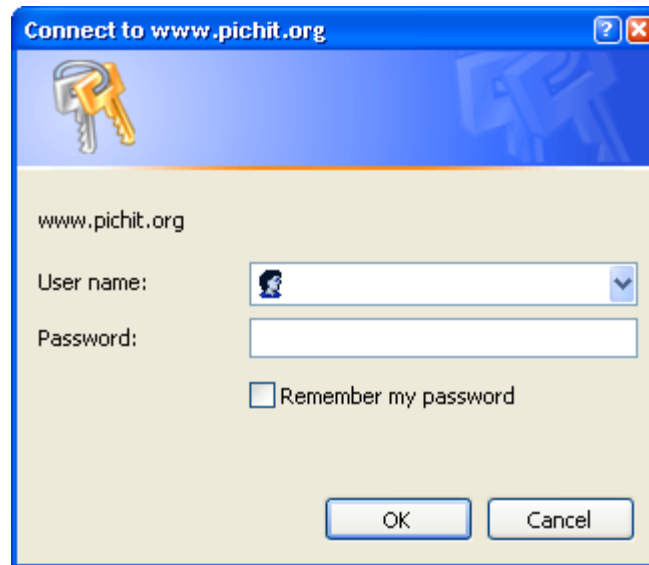 Connect to www.pichit.org
www.pichit.org
User name:
Password:
Remember my password
OK Cancel